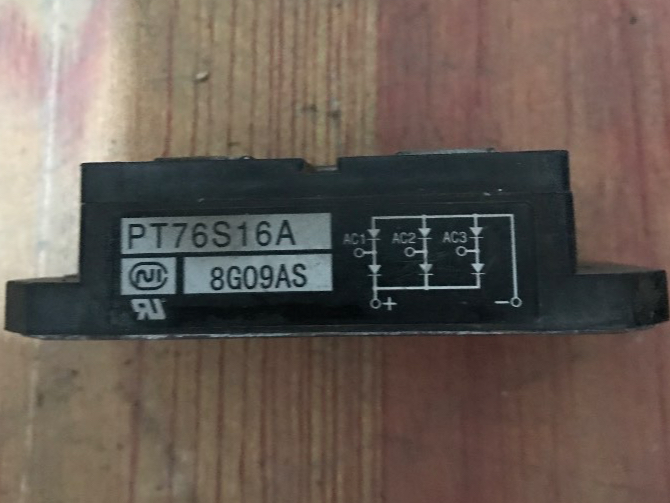 PT76S16A
8G09AS
AC1 AC2 AC3
+ −